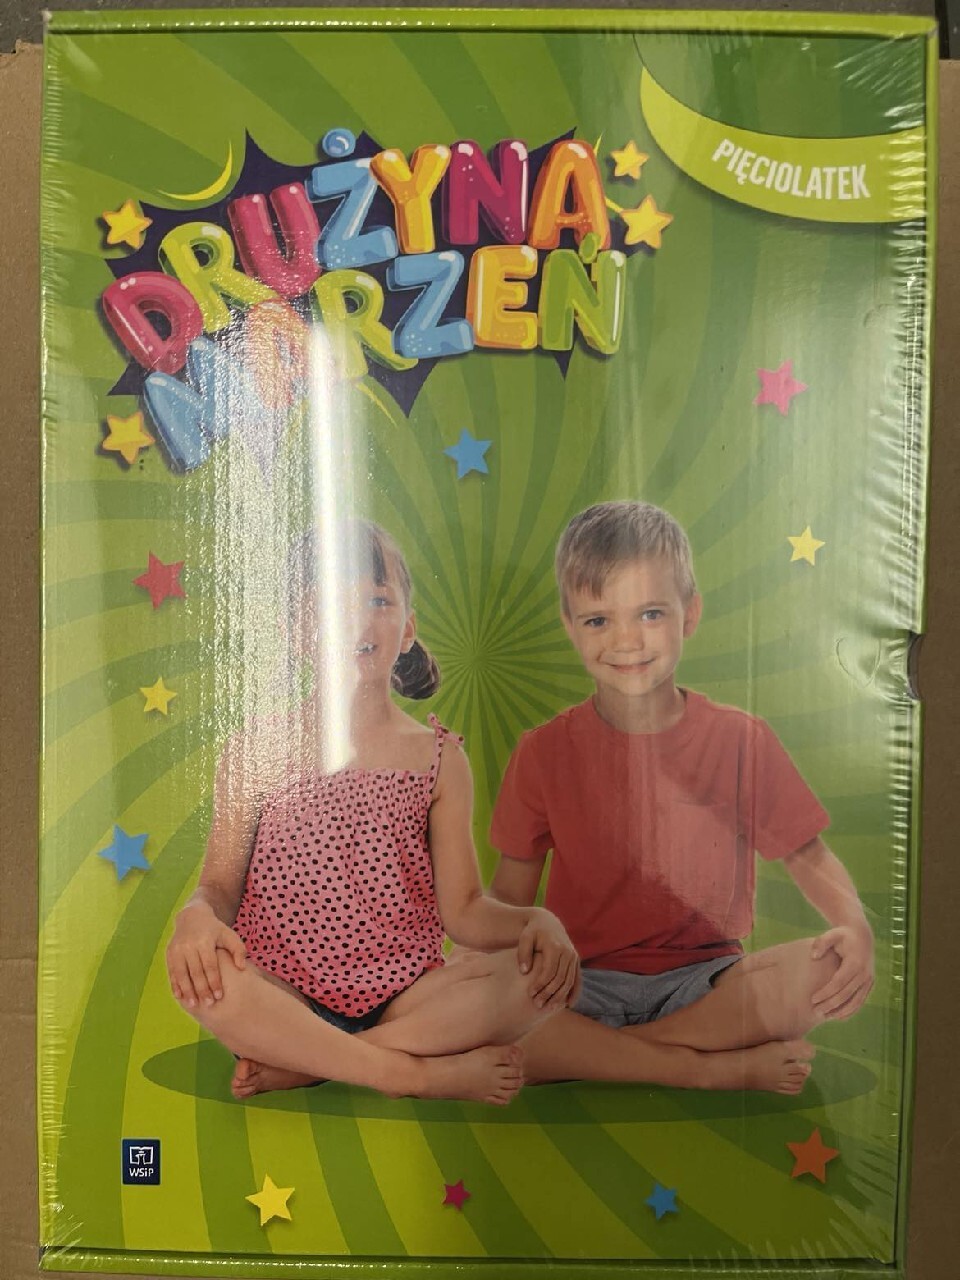 PIĘCIOLATEK
DRUŻYNA
MARZEŃ
WSiP